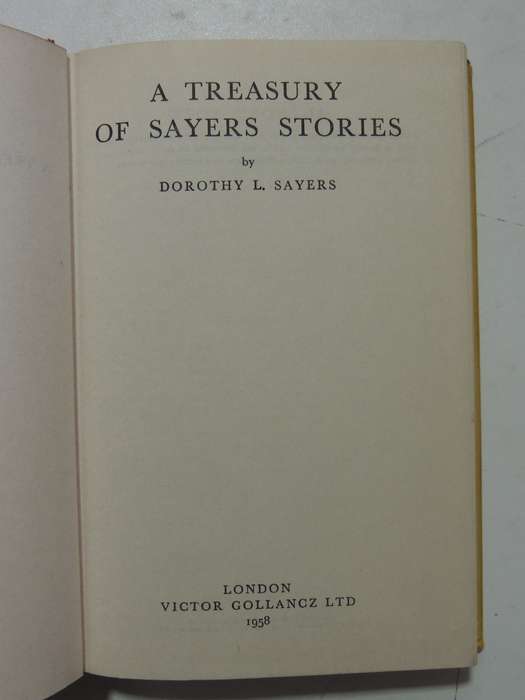 A TREASURY
OF SAYERS STORIES
by
DOROTHY L. SAYERS
LONDON
VICTOR GOLLANCZ LTD
1958